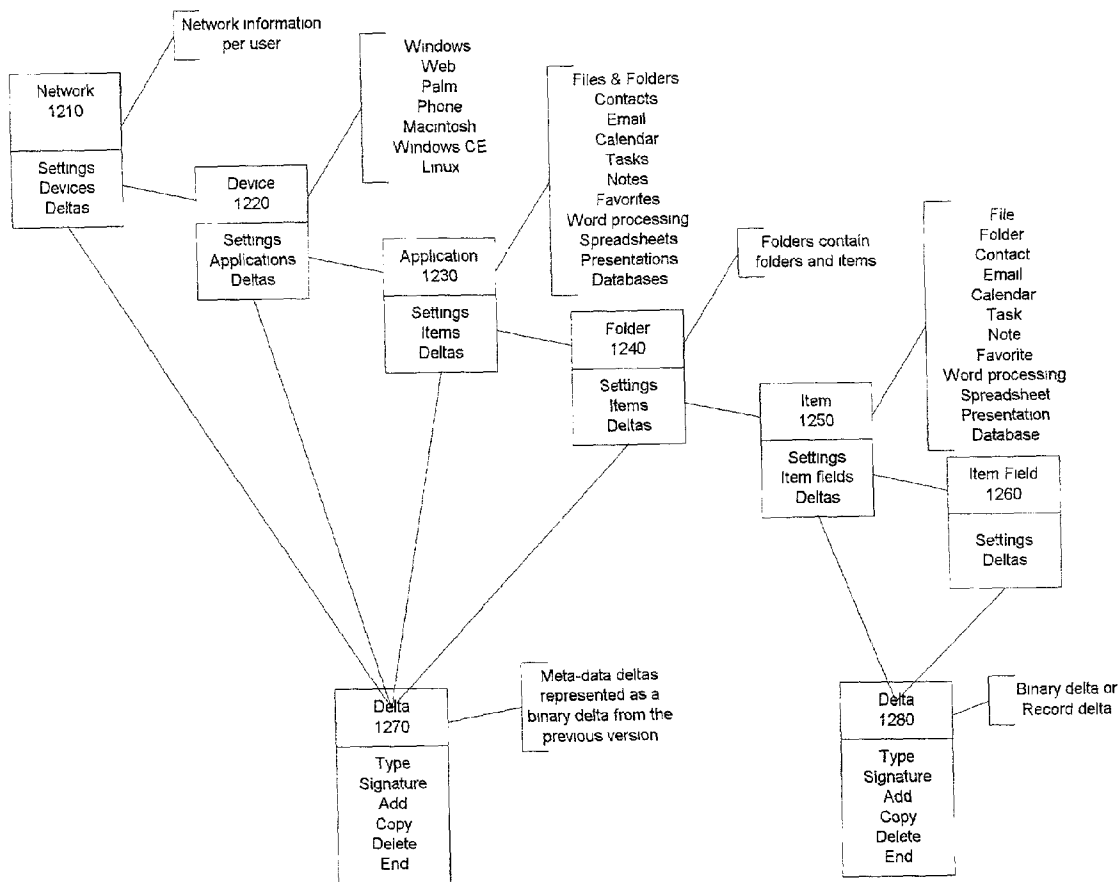 Network information
per user
Network
1210
Settings
Devices
Deltas
Windows
Web
Palm
Phone
Macintosh
Windows CE
Linux
Device
1220
Settings
Applications
Deltas
Files & Folders
Contacts
Email
Calendar
Tasks
Notes
Favorites
Word processing
Spreadsheets
Presentations
Databases
Application
1230
Settings
Items
Deltas
Folders contain
folders and items
Folder
1240
Settings
Items
Deltas
File
Folder
Contact
Email
Calendar
Task
Note
Favorite
Word processing
Spreadsheet
Presentation
Database
Item
1250
Settings
Item fields
Deltas
Item Field
1260
Settings
Deltas
Delta
1270
Type
Signature
Add
Copy
Delete
End
Meta-data deltas
represented as a
binary delta from the
previous version
Delta
1280
Type
Signature
Add
Copy
Delete
End
Binary delta or
Record delta